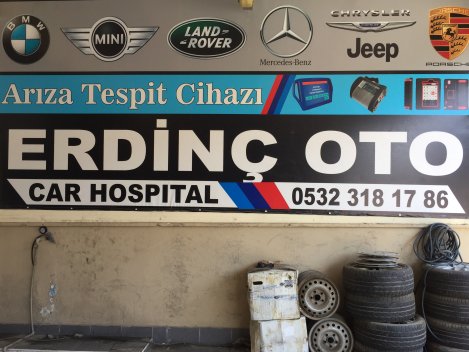 BMW
MINI
LAND ROVER
Mercedes-Benz
CHRYSLER
Jeep
PORSCHE
Arıza Tespit Cihazı
ERDİNÇ OTO
CAR HOSPITAL 0532 318 17 86